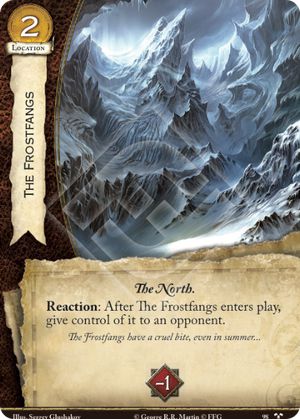 2
LOCATION
THE FROSTFANGS
The North.
Reaction: After The Frostfangs enters play,
give control of it to an opponent.
The Frostfangs have a cruel bite, even in summer...
-1
Illus. Sergey Glushakov
© George R.R. Martin © FFG